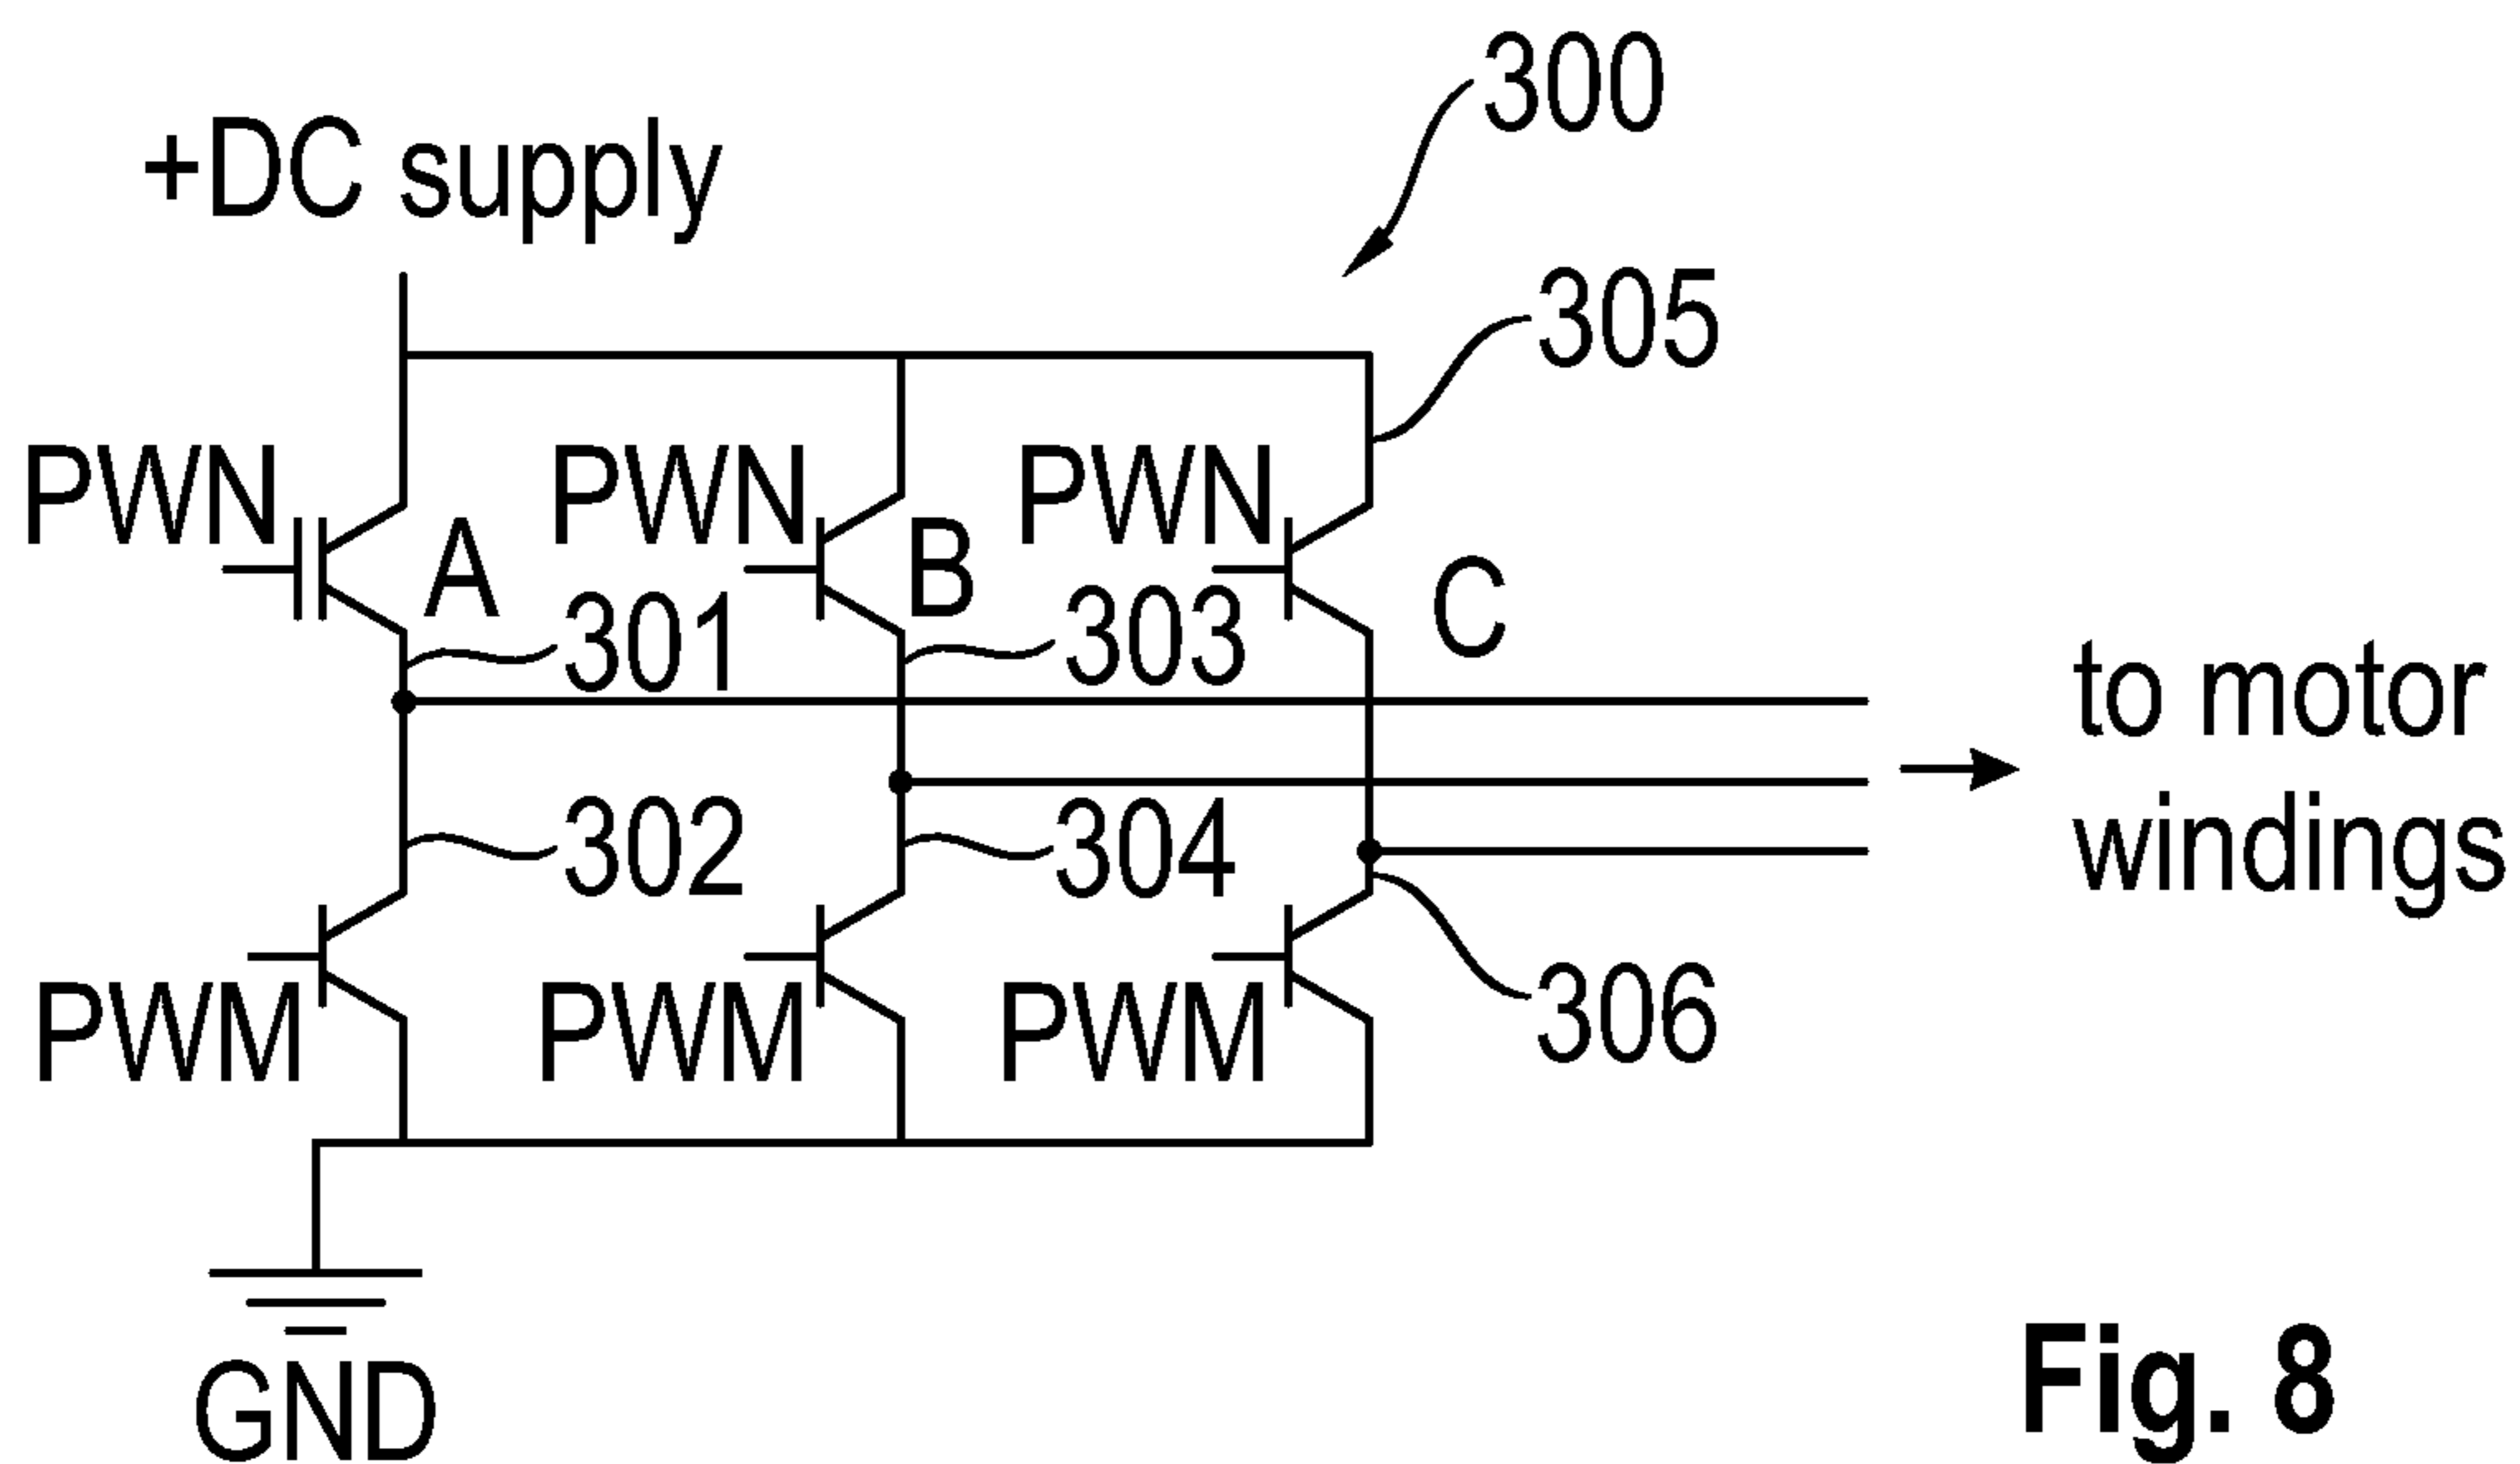 300
+DC supply
305
PWN
PWN
PWN
A
B
C
301
303
to motor
windings
302
304
306
PWM
PWM
PWM
GND
Fig. 8